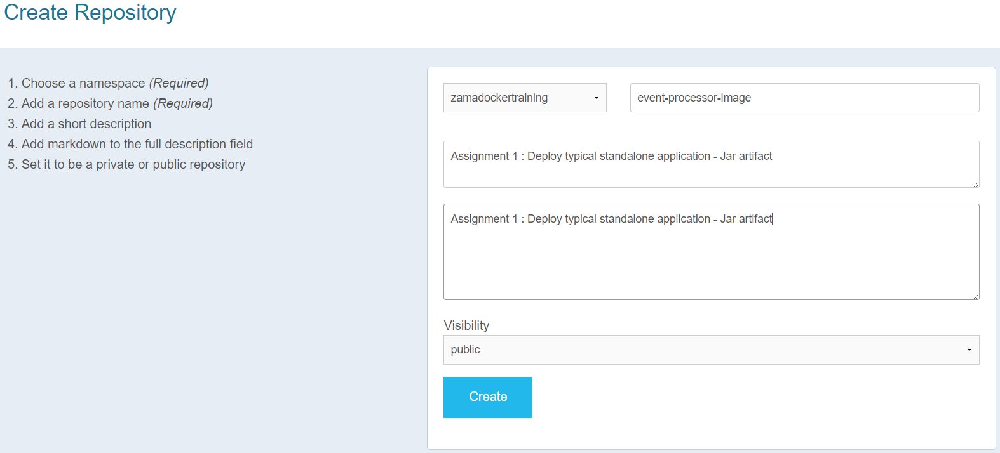 Create Repository
1. Choose a namespace (Required)
2. Add a repository name (Required)
3. Add a short description
4. Add markdown to the full description field
5. Set it to be a private or public repository
zamadockertraining
event-processor-image
Assignment 1 : Deploy typical standalone application - Jar artifact
Assignment 1 : Deploy typical standalone application - Jar artifact
Visibility
public
Create